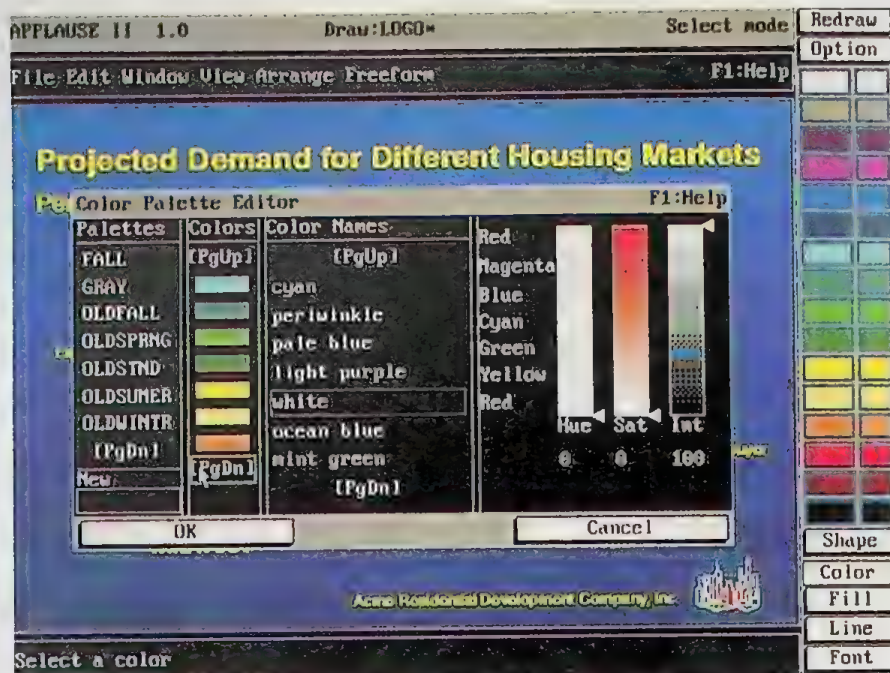 APPLAUSE II 1.0 Draw:LOGO* Select mode
File Edit Window View Arrange Freeform F1:Help
Redraw
Option
Projected Demand for Different Housing Markets
Color Palette Editor F1:Help
Palettes
FALL
GRAY
OLDFALL
OLDSPRNG
OLDSTND
OLDSUMER
OLDWINTR
[PgDn]
New
Colors
[PgUp]
[PgDn]
Color Names
[PgUp]
cyan
periwinkle
pale blue
light purple
white
ocean blue
mint green
[PgDn]
Red
Magenta
Blue
Cyan
Green
Yellow
Red
Hue Sat Int
0 0 100
OK Cancel
Acme Residential Development Company, Inc.
Shape
Color
Fill
Line
Font
Select a color